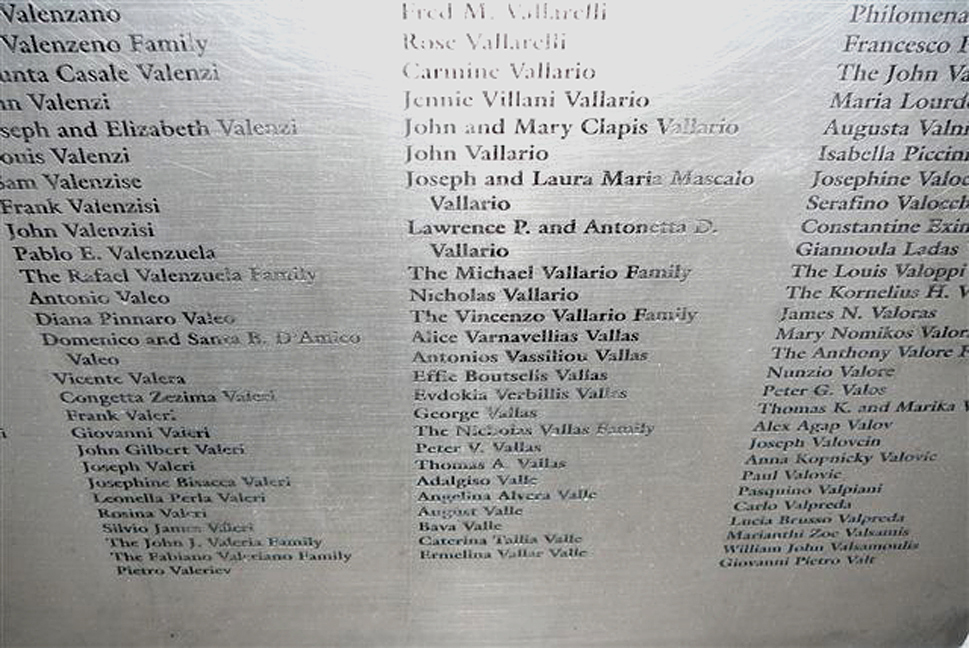 Valenzano
Valenzeno Family
unta Casale Valenzi
nn Valenzi
seph and Elizabeth Valenzi
ouis Valenzi
Sam Valenzise
Frank Valenzisi
John Valenzisi
Pablo E. Valenzuela
The Rafael Valenzuela Family
Antonio Valeo
Diana Pinnaro Valeo
Domenico and Santa B. D'Amico
Valeo
Vicente Valera
Congetta Zezima Valeri
Frank Valeri
Giovanni Valeri
John Gilbert Valeri
Joseph Valeri
Josephine Bisacca Valeri
Leonella Perla Valeri
Rosina Valeri
Silvio James Valeri
The John J. Valeria Family
The Fabiano Valeriano Family
Pietro Valeriev
Fred M. Vallarelli
Rose Vallarelli
Carmine Vallario
Jennie Villani Vallario
John and Mary Clapis Vallario
John Vallario
Joseph and Laura Maria Mascalo
Vallario
Lawrence P. and Antonetta D.
Vallario
The Michael Vallario Family
Nicholas Vallario
The Vincenzo Vallario Family
Alice Varnavellias Vallas
Antonios Vassiliou Vallas
Effie Boutselis Vallas
Evdokia Verbillis Vallas
George Vallas
The Nicholas Vallas Family
Peter V. Vallas
Thomas A. Vallas
Adalgiso Valle
Angelina Alvera Valle
August Valle
Bava Valle
Caterina Tallia Valle
Ermelina Vallar Valle
Philomena
Francesco
The John Va
Maria Lourd
Augusta Valn
Isabella Piccin
Josephine Valoc
Serafino Valocch
Constantine Exin
Giannoula Ladas
The Louis Valoppi
The Kornelius H. V
James N. Valoras
Mary Nomikos Valor
The Anthony Valore F
Nunzio Valore
Peter G. Valos
Thomas K. and Marika V
Alex Agap Valov
Joseph Valovcin
Anna Kopnicky Valovic
Paul Valovic
Pasquino Valpiani
Carlo Valpreda
Lucia Brusso Valpreda
Marianthi Zoe Valsamis
William John Valsamoulis
Giovanni Pietro Valt